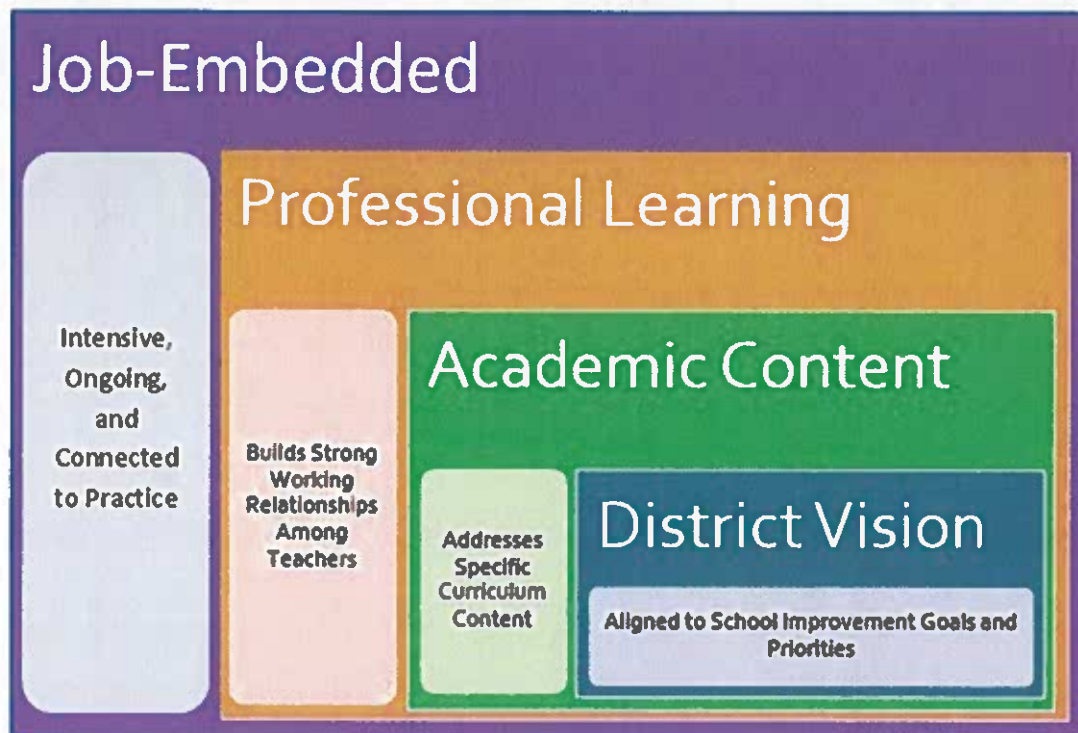 Job-Embedded
Intensive,
Ongoing,
and
Connected
to Practice
Professional Learning
Builds Strong
Working
Relationships
Among
Teachers
Academic Content
Addresses
Specific
Curriculum
Content
District Vision
Aligned to School Improvement Goals and
Priorities